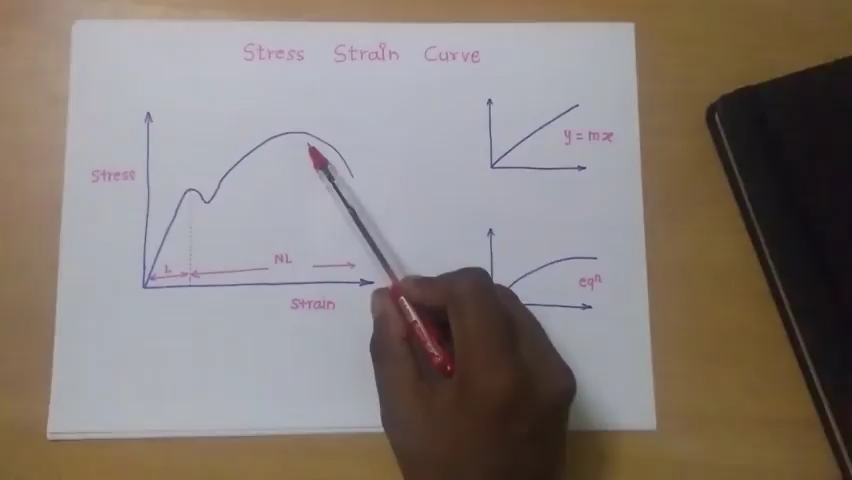 Stress Strain Curve
Stress
L
NL
Strain
y = mx
eqⁿ